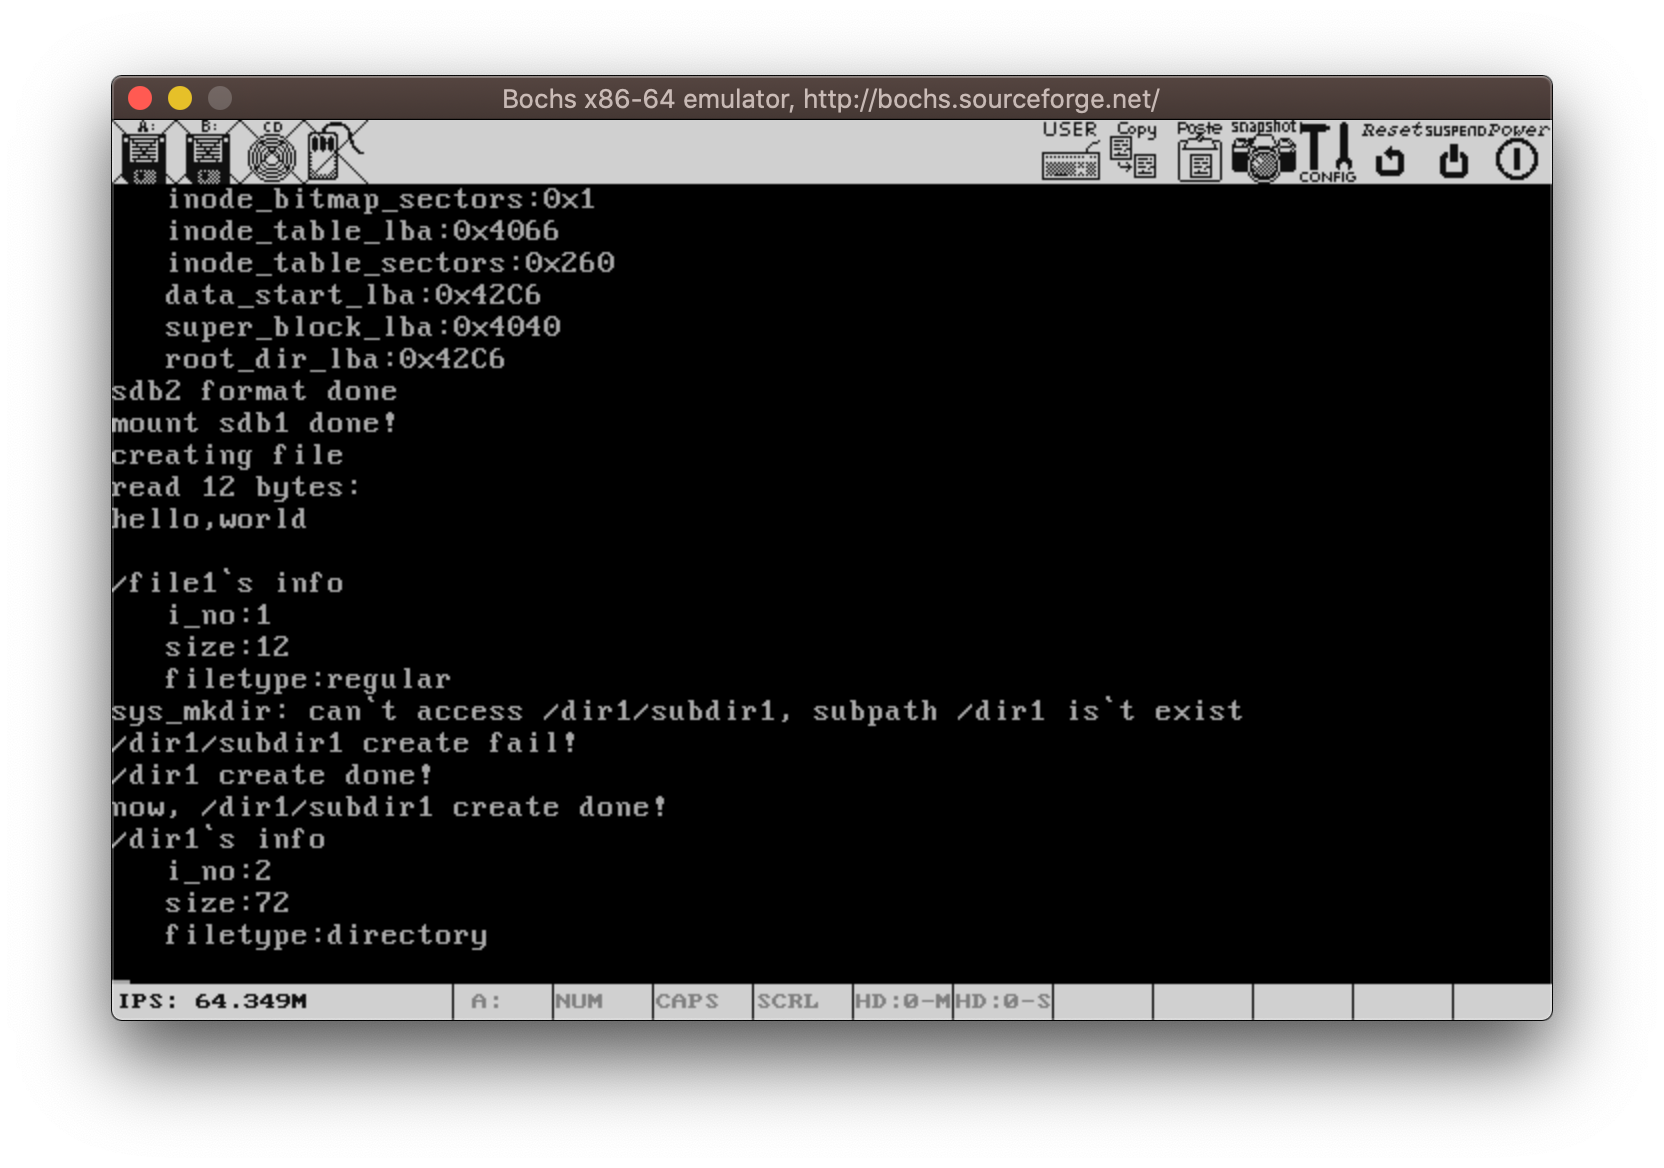 Bochs x86-64 emulator, http://bochs.sourceforge.net/
A: B: CD USER Copy Paste snapshot CONFIG Reset SUSPEND Power
inode_bitmap_sectors:0x1
inode_table_lba:0x4066
inode_table_sectors:0x260
data_start_lba:0x42C6
super_block_lba:0x4040
root_dir_lba:0x42C6
sdb2 format done
mount sdb1 done!
creating file
read 12 bytes:
hello,world
/file1`s info
i_no:1
size:12
filetype:regular
sys_mkdir: can`t access /dir1/subdir1, subpath /dir1 is`t exist
/dir1/subdir1 create fail!
/dir1 create done!
now, /dir1/subdir1 create done!
/dir1`s info
i_no:2
size:72
filetype:directory
IPS: 64.349M A: NUM CAPS SCRL HD:0-M HD:0-S